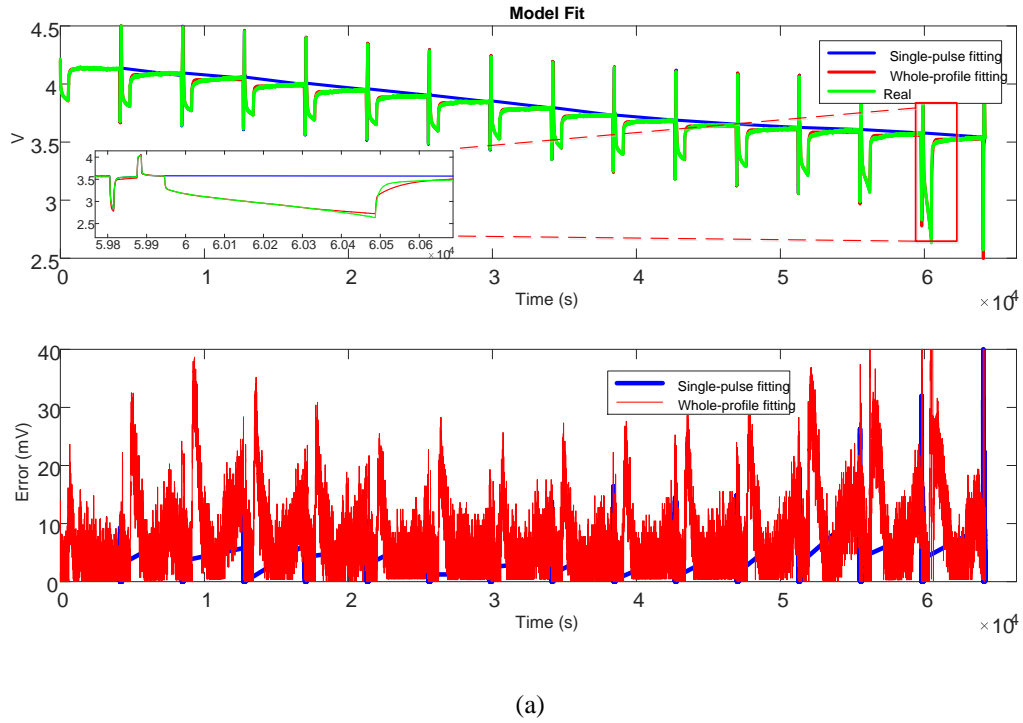 Model Fit
4.5
4
3.5
3
2.5
V
Single-pulse fitting
Whole-profile fitting
Real
4
3.5
3
2.5
5.98 5.99 6 6.01 6.02 6.03 6.04 6.05 6.06
×10⁴
0 1 2 3 4 5 6
Time (s)
×10⁴
40
30
20
10
0
Error (mV)
Single-pulse fitting
Whole-profile fitting
0 1 2 3 4 5 6
Time (s)
×10⁴
(a)